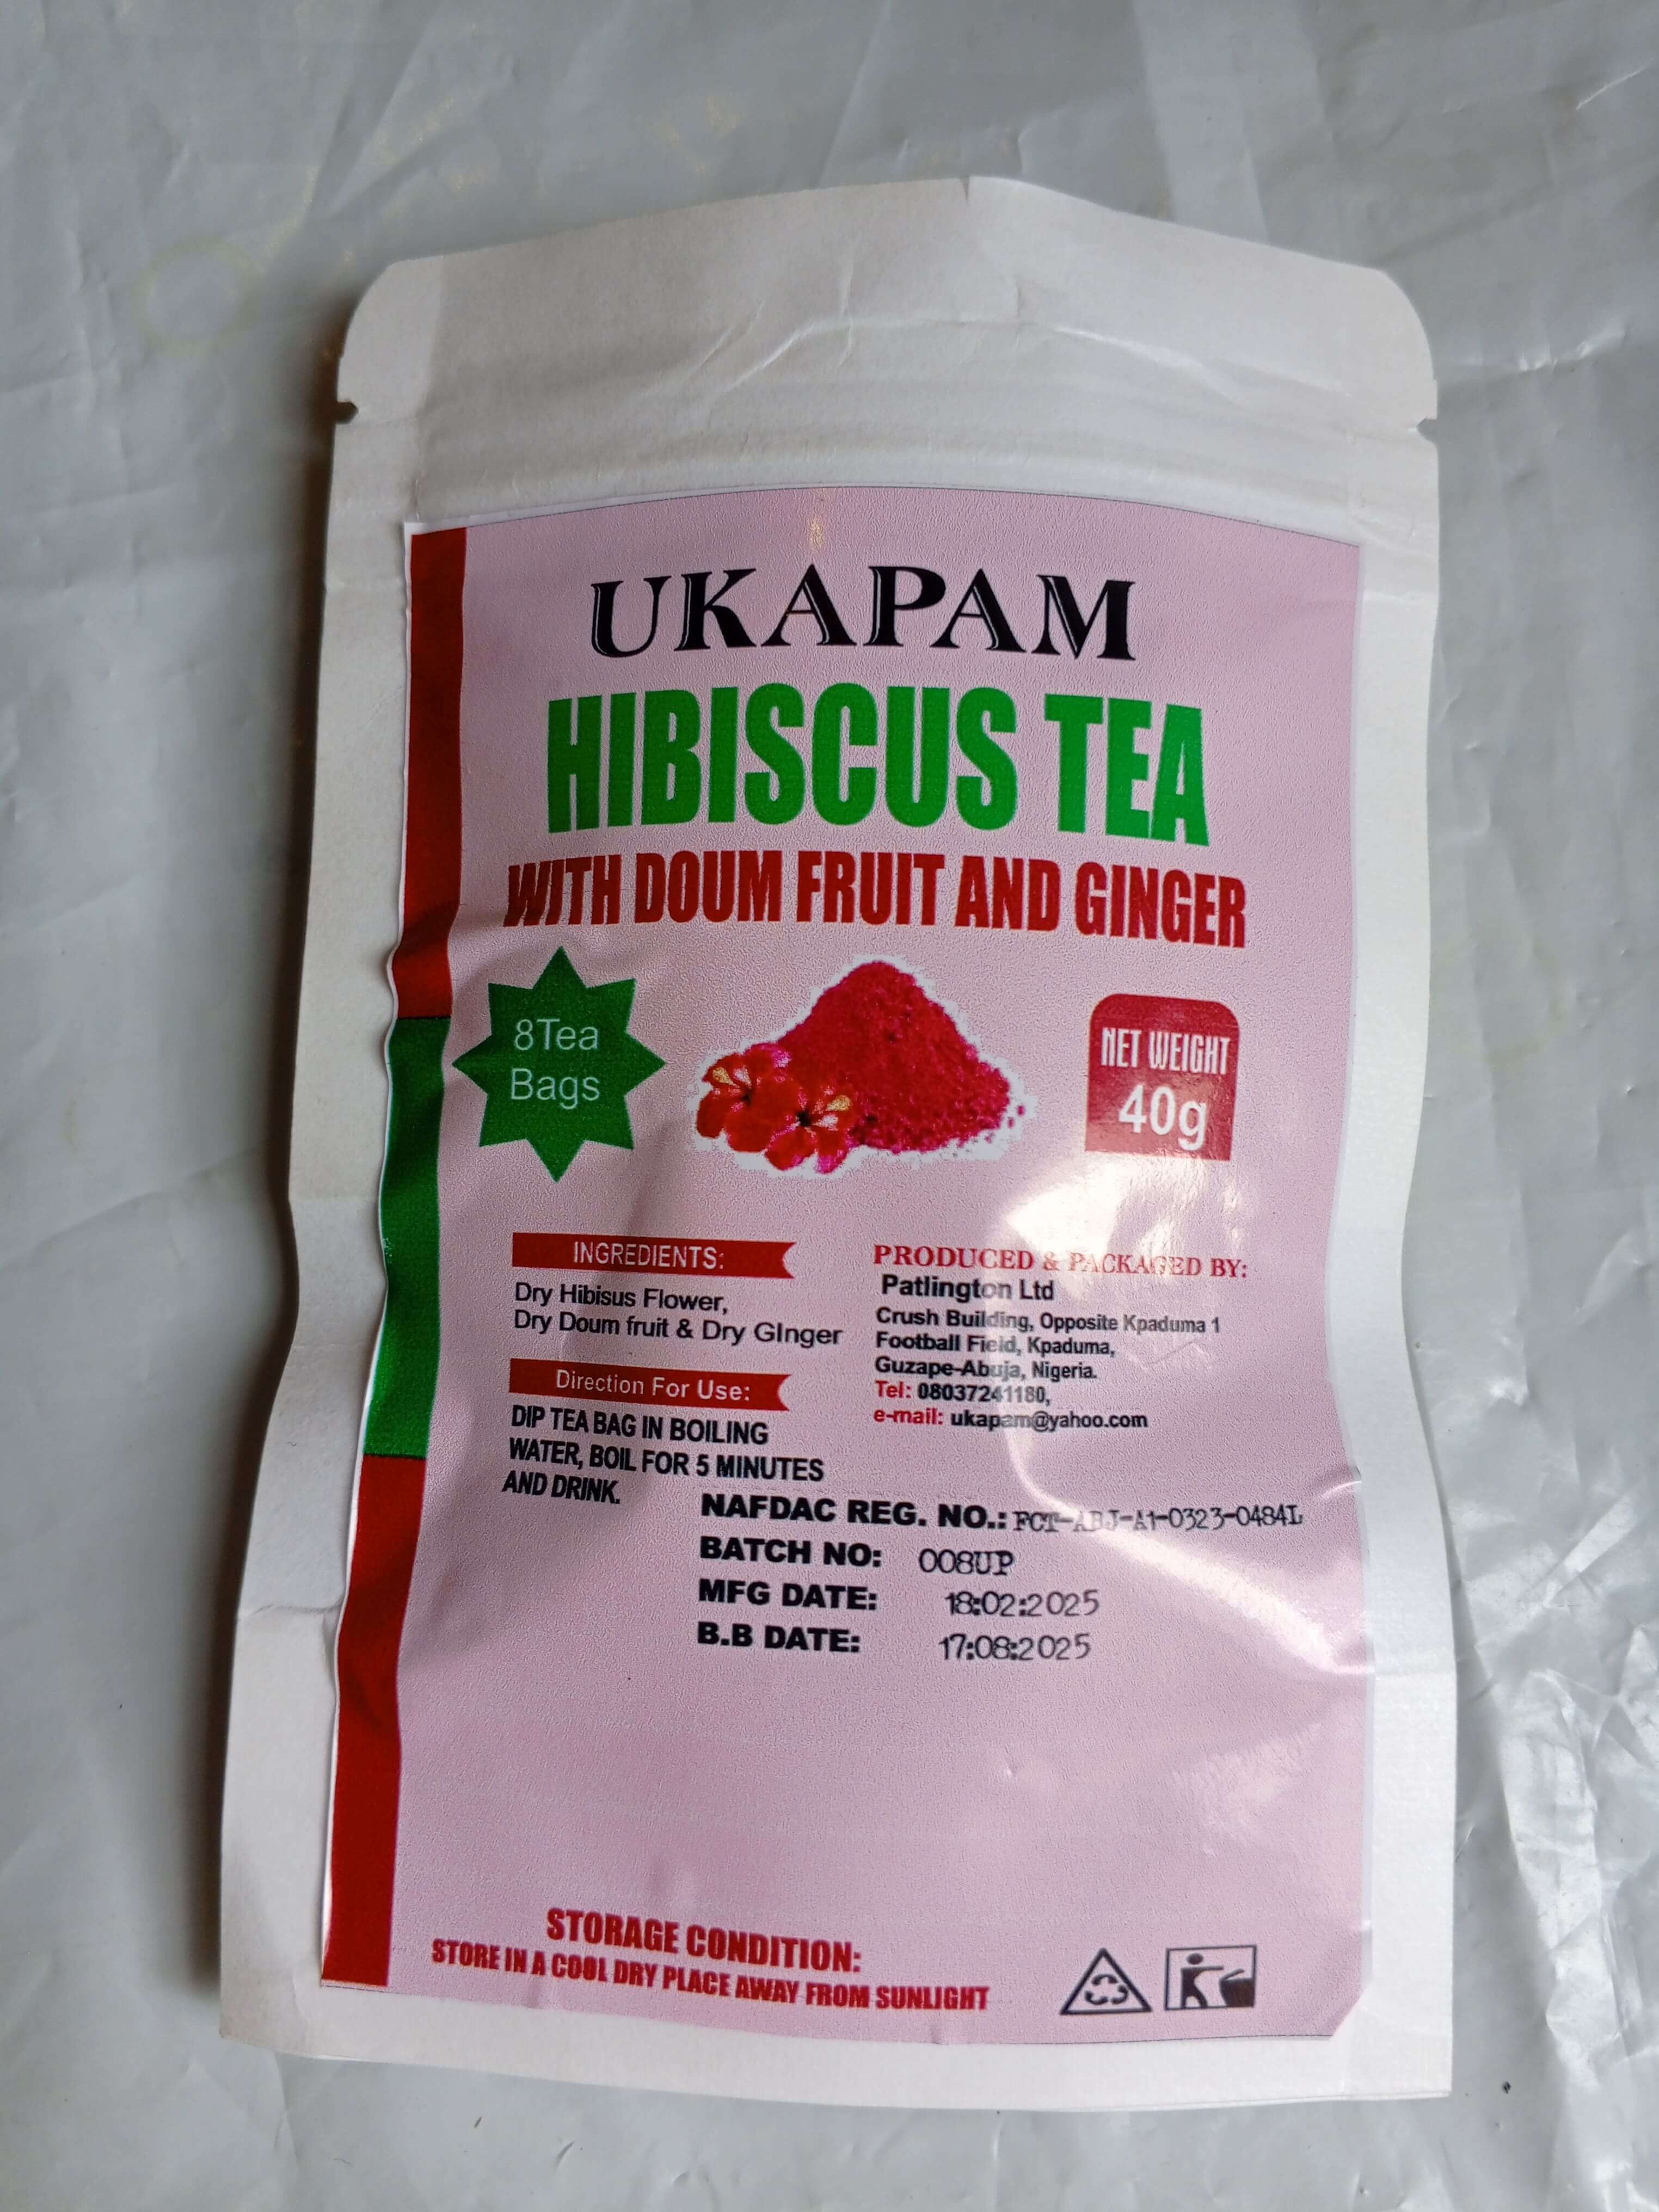 UKAPAM
HIBISCUS TEA
WITH DOUM FRUIT AND GINGER
8Tea
Bags
NET WEIGHT
40g
INGREDIENTS:
Dry Hibisus Flower,
Dry Doum fruit & Dry GInger
Direction For Use:
DIP TEA BAG IN BOILING
WATER, BOIL FOR 5 MINUTES
AND DRINK.
PRODUCED & PACKAGED BY:
Patlington Ltd
Crush Building, Opposite Kpaduma 1
Football Field, Kpaduma,
Guzape-Abuja, Nigeria.
Tel: 08037241180,
e-mail: ukapam@yahoo.com
NAFDAC REG. NO.: FCT-ABJ-A1-0323-0484L
BATCH NO: 008UP
MFG DATE: 18:02:2025
B.B DATE: 17:08:2025
STORAGE CONDITION:
STORE IN A COOL DRY PLACE AWAY FROM SUNLIGHT